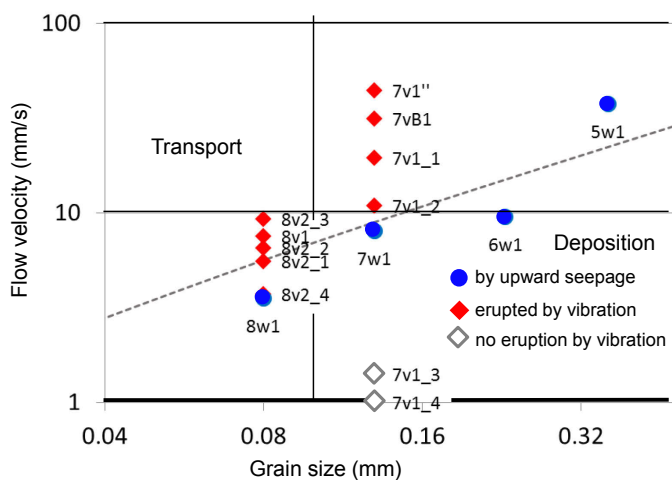 100
7v1''
7vB1
5w1
Transport
7v1_1
7v1_2
10
8v2_3
8v1
8v2_2
8v2_1
7w1
6w1
Deposition
by upward seepage
8v2_4
erupted by vibration
8w1
no eruption by vibration
7v1_3
7v1_4
1
0.04
0.08
0.16
0.32
Grain size (mm)
Flow velocity (mm/s)